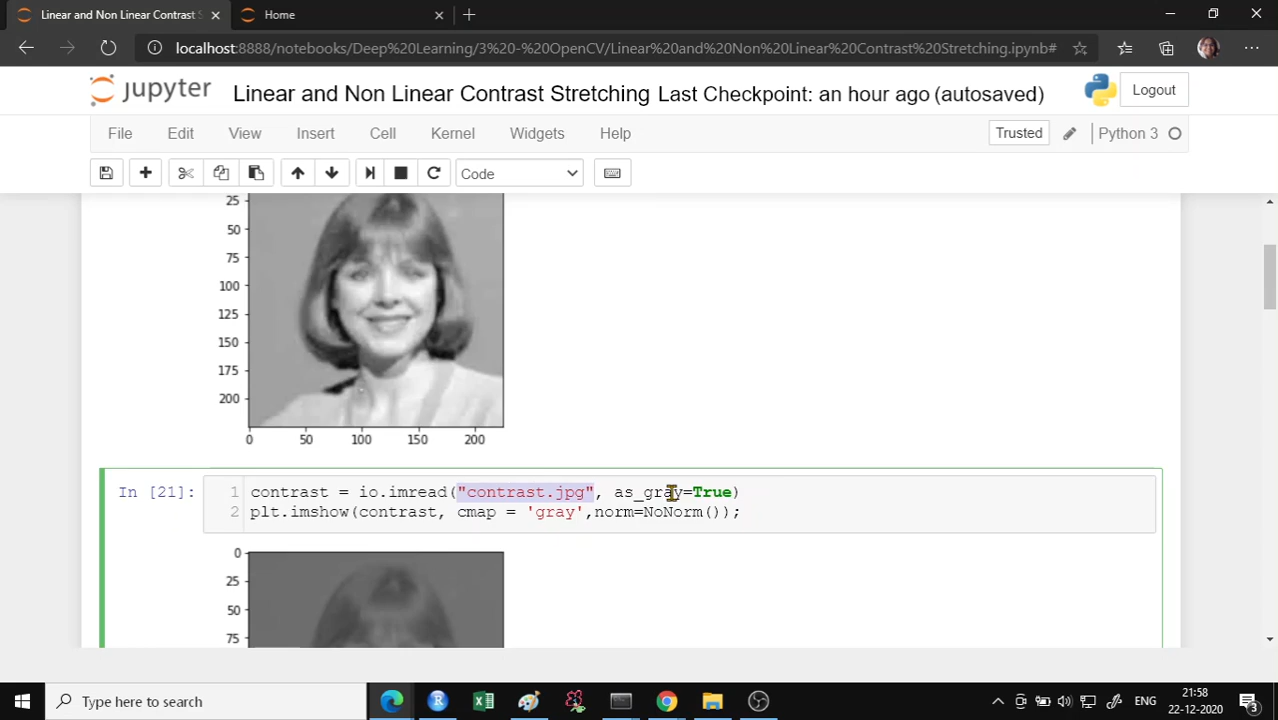 Linear and Non Linear Contrast S
Home
localhost:8888/notebooks/Deep%20Learning/3%20-%20OpenCV/Linear%20and%20Non%20Linear%20Contrast%20Stretching.ipynb#
jupyter Linear and Non Linear Contrast Stretching Last Checkpoint: an hour ago (autosaved)
Logout
File Edit View Insert Cell Kernel Widgets Help
Trusted Python 3
Code
25
50
75
100
125
150
175
200
0 50 100 150 200
In [21]: 1 contrast = io.imread("contrast.jpg", as_gray=True)
2 plt.imshow(contrast, cmap = 'gray',norm=NoNorm());
0
25
50
75
Type here to search
ENG
21:58
22-12-2020
3